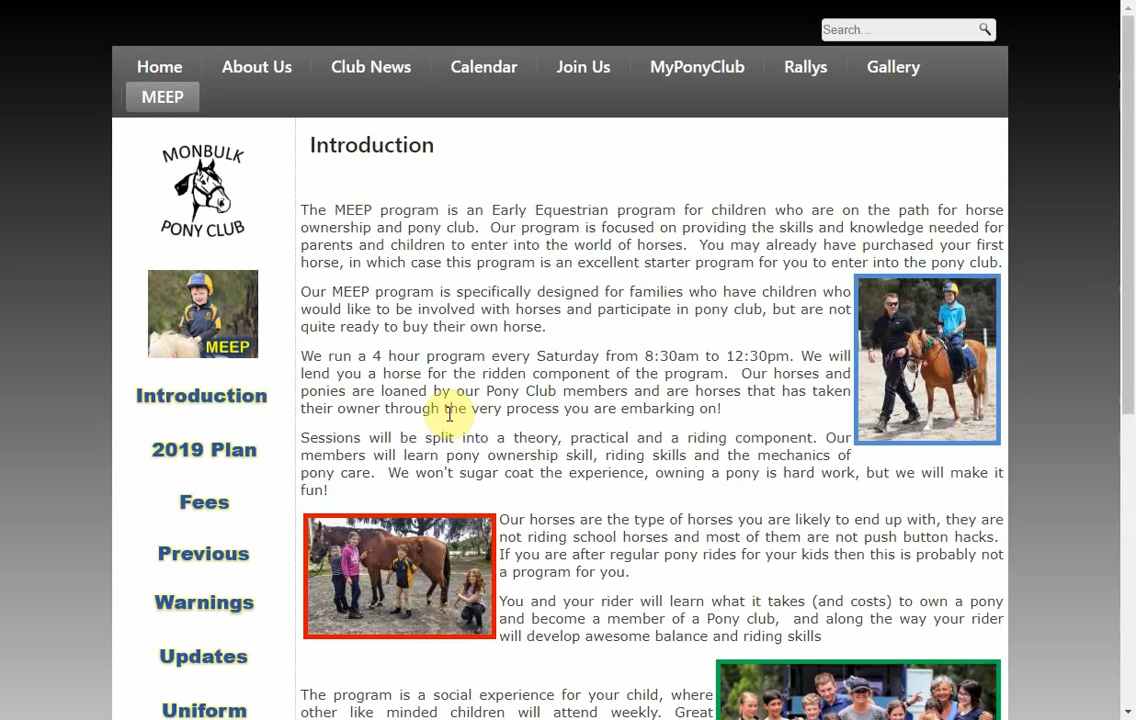 Search...
Home
About Us
Club News
Calendar
Join Us
MyPonyClub
Rallys
Gallery
MEEP
MONBULK
PONY CLUB
MEEP
Introduction
2019 Plan
Fees
Previous
Warnings
Updates
Uniform
Introduction
The MEEP program is an Early Equestrian program for children who are on the path for horse
ownership and pony club. Our program is focused on providing the skills and knowledge needed for
parents and children to enter into the world of horses. You may already have purchased your first
horse, in which case this program is an excellent starter program for you to enter into the pony club.
Our MEEP program is specifically designed for families who have children who
would like to be involved with horses and participate in pony club, but are not
quite ready to buy their own horse.
We run a 4 hour program every Saturday from 8:30am to 12:30pm. We will
lend you a horse for the ridden component of the program. Our horses and
ponies are loaned by our Pony Club members and are horses that has taken
their owner through the very process you are embarking on!
Sessions will be split into a theory, practical and a riding component. Our
members will learn pony ownership skill, riding skills and the mechanics of
pony care. We won't sugar coat the experience, owning a pony is hard work, but we will make it
fun!
Our horses are the type of horses you are likely to end up with, they are
not riding school horses and most of them are not push button hacks.
If you are after regular pony rides for your kids then this is probably not
a program for you.
You and your rider will learn what it takes (and costs) to own a pony
and become a member of a Pony club, and along the way your rider
will develop awesome balance and riding skills
The program is a social experience for your child, where
other like minded children will attend weekly. Great